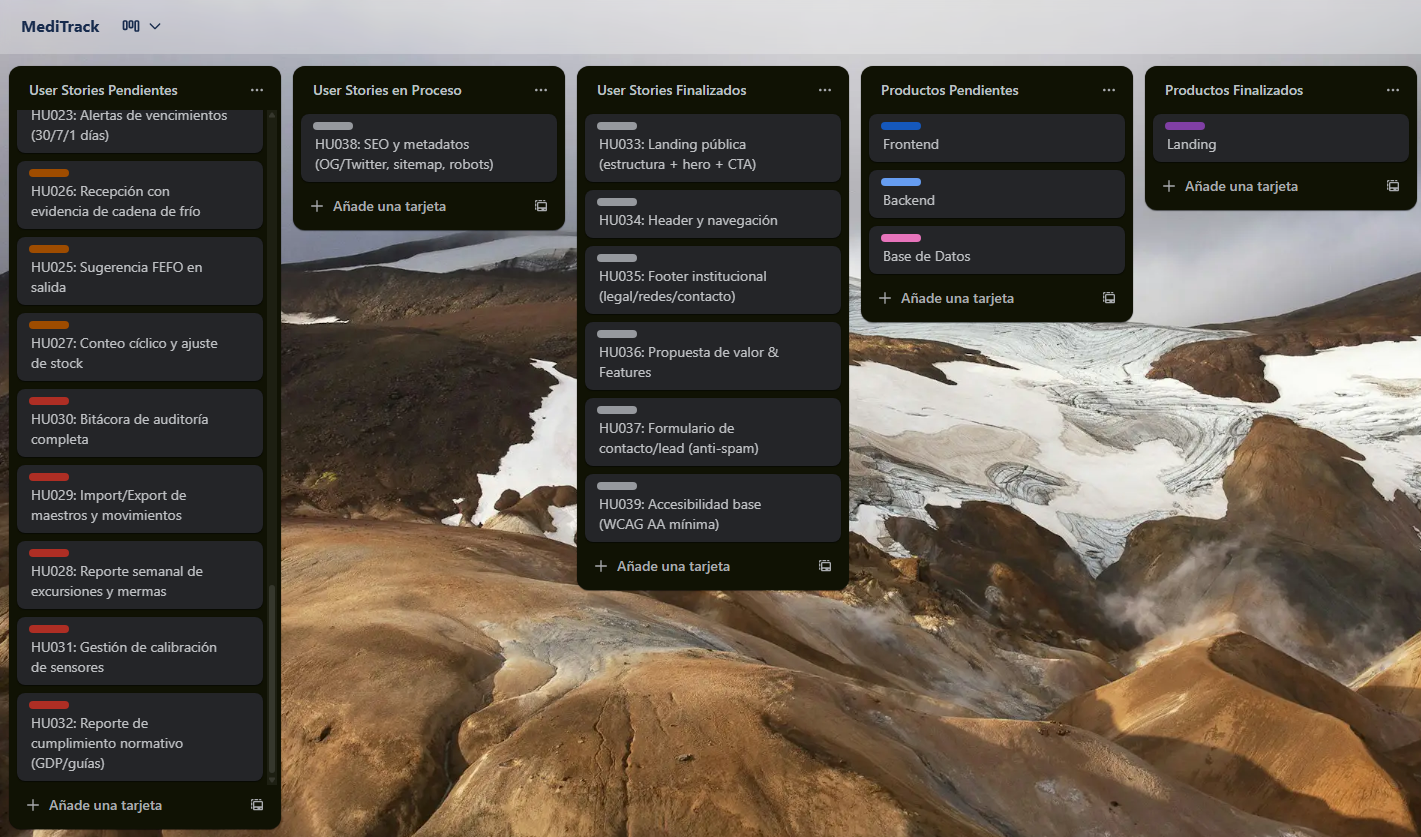 MediTrack
User Stories Pendientes
HU023: Alertas de vencimientos
(30/7/1 días)
HU026: Recepción con
evidencia de cadena de frío
HU025: Sugerencia FEFO en
salida
HU027: Conteo cíclico y ajuste
de stock
HU030: Bitácora de auditoría
completa
HU029: Import/Export de
maestros y movimientos
HU028: Reporte semanal de
excursiones y mermas
HU031: Gestión de calibración
de sensores
HU032: Reporte de
cumplimiento normativo
(GDP/guías)
Añade una tarjeta
User Stories en Proceso
HU038: SEO y metadatos
(OG/Twitter, sitemap, robots)
Añade una tarjeta
User Stories Finalizados
HU033: Landing pública
(estructura + hero + CTA)
HU034: Header y navegación
HU035: Footer institucional
(legal/redes/contacto)
HU036: Propuesta de valor &
Features
HU037: Formulario de
contacto/lead (anti-spam)
HU039: Accesibilidad base
(WCAG AA mínima)
Añade una tarjeta
Productos Pendientes
Frontend
Backend
Base de Datos
Añade una tarjeta
Productos Finalizados
Landing
Añade una tarjeta